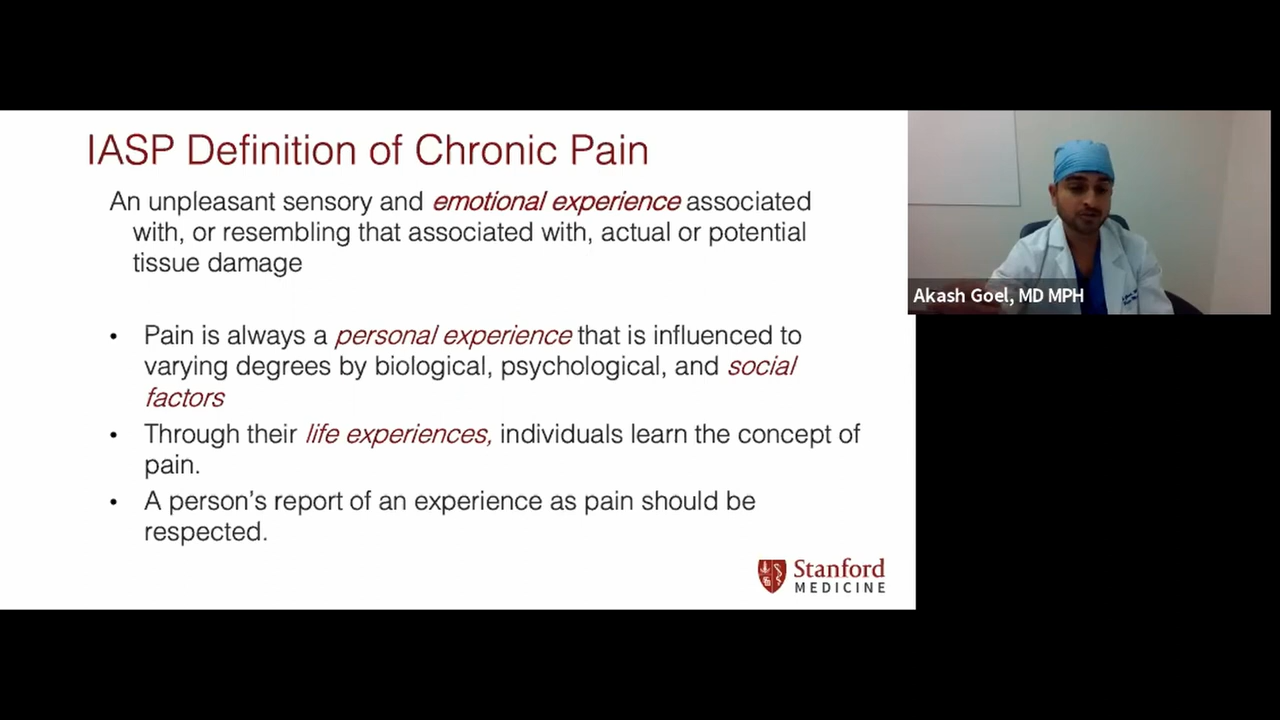 IASP Definition of Chronic Pain
An unpleasant sensory and emotional experience associated
with, or resembling that associated with, actual or potential
tissue damage
• Pain is always a personal experience that is influenced to
varying degrees by biological, psychological, and social
factors
• Through their life experiences, individuals learn the concept of
pain.
• A person’s report of an experience as pain should be
respected.
Stanford
MEDICINE
Akash Goel, MD MPH